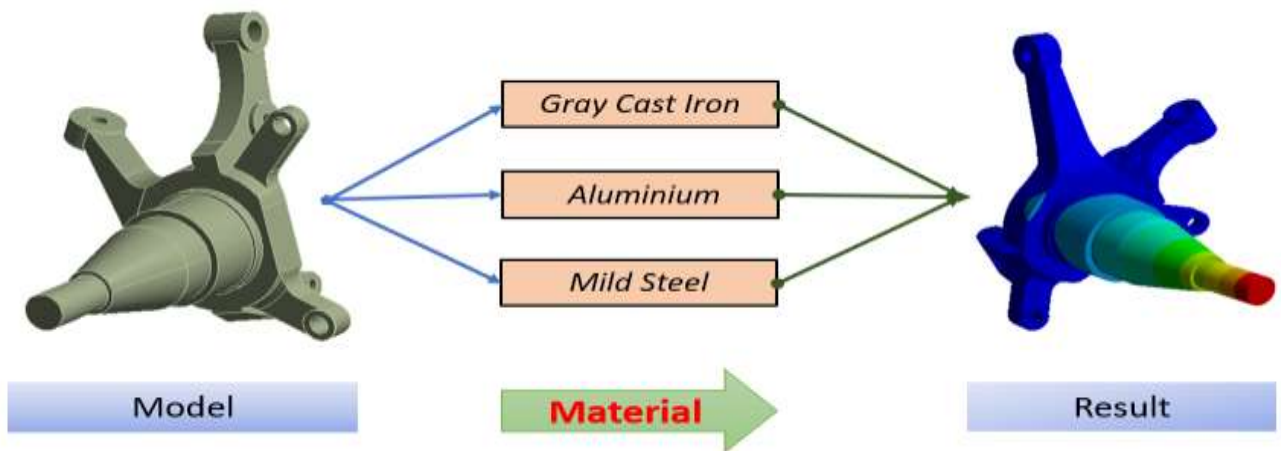 Gray Cast Iron
Aluminium
Mild Steel
Model
Material
Result